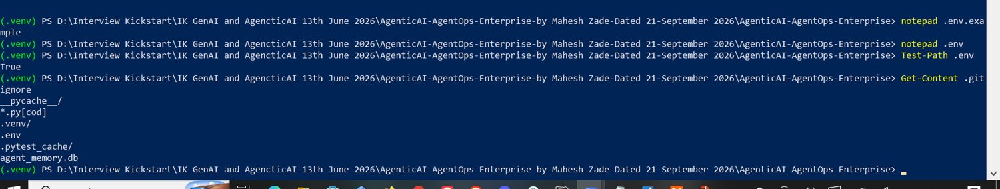 (.venv) PS D:\Interview Kickstart\IK GenAI and AgencticAI 13th June 2026\AgenticAI-AgentOps-Enterprise-by Mahesh Zade-Dated 21-September 2026\AgenticAI-AgentOps-Enterprise> notepad .env.exa
mple
(.venv) PS D:\Interview Kickstart\IK GenAI and AgencticAI 13th June 2026\AgenticAI-AgentOps-Enterprise-by Mahesh Zade-Dated 21-September 2026\AgenticAI-AgentOps-Enterprise> notepad .env
(.venv) PS D:\Interview Kickstart\IK GenAI and AgencticAI 13th June 2026\AgenticAI-AgentOps-Enterprise-by Mahesh Zade-Dated 21-September 2026\AgenticAI-AgentOps-Enterprise> Test-Path .env
True
(.venv) PS D:\Interview Kickstart\IK GenAI and AgencticAI 13th June 2026\AgenticAI-AgentOps-Enterprise-by Mahesh Zade-Dated 21-September 2026\AgenticAI-AgentOps-Enterprise> Get-Content .git
ignore
__pycache__/
*.py[cod]
.venv/
.env
.pytest_cache/
agent_memory.db
(.venv) PS D:\Interview Kickstart\IK GenAI and AgencticAI 13th June 2026\AgenticAI-AgentOps-Enterprise-by Mahesh Zade-Dated 21-September 2026\AgenticAI-AgentOps-Enterprise>